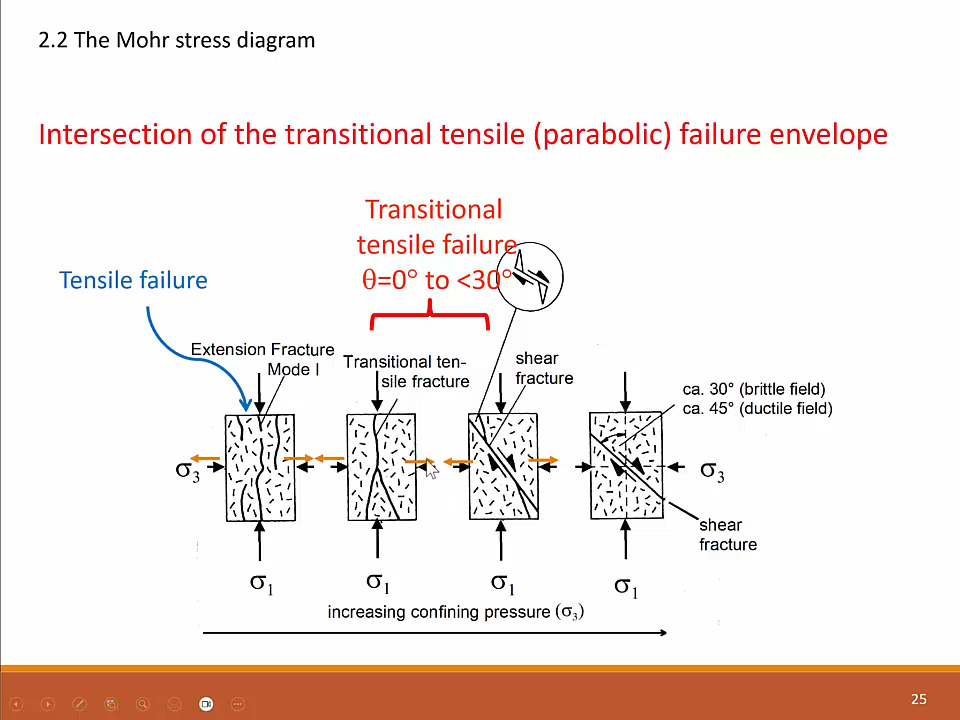 2.2 The Mohr stress diagram
Intersection of the transitional tensile (parabolic) failure envelope
Transitional
tensile failure
θ=0° to <30°
Tensile failure
Extension Fracture
Mode I
Transitional ten-
sile fracture
shear
fracture
ca. 30° (brittle field)
ca. 45° (ductile field)
σ3
σ3
shear
fracture
σ1
σ1
σ1
σ1
increasing confining pressure (σ3)
25